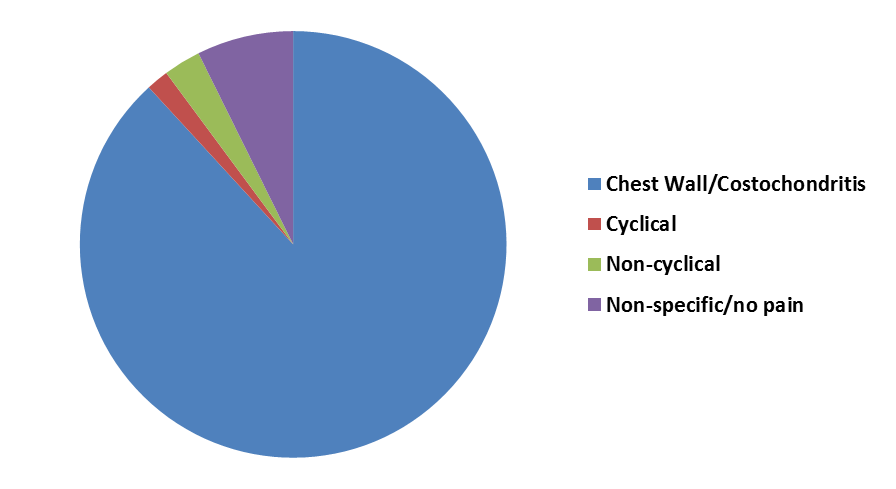 Chest Wall/Costochondritis
Cyclical
Non-cyclical
Non-specific/no pain